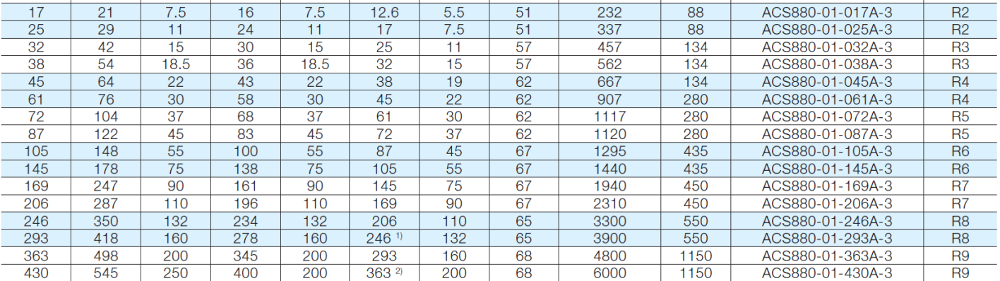 17 21 7.5 16 7.5 12.6 5.5 51 232 88 ACS880-01-017A-3 R2
25 29 11 24 11 17 7.5 51 337 88 ACS880-01-025A-3 R2
32 42 15 30 15 25 11 57 457 134 ACS880-01-032A-3 R3
38 54 18.5 36 18.5 32 15 57 562 134 ACS880-01-038A-3 R3
45 64 22 43 22 38 19 62 667 134 ACS880-01-045A-3 R4
61 76 30 58 30 45 22 62 907 280 ACS880-01-061A-3 R4
72 104 37 68 37 61 30 62 1117 280 ACS880-01-072A-3 R5
87 122 45 83 45 72 37 62 1120 280 ACS880-01-087A-3 R5
105 148 55 100 55 87 45 67 1295 435 ACS880-01-105A-3 R6
145 178 75 138 75 105 55 67 1440 435 ACS880-01-145A-3 R6
169 247 90 161 90 145 75 67 1940 450 ACS880-01-169A-3 R7
206 287 110 196 110 169 90 67 2310 450 ACS880-01-206A-3 R7
246 350 132 234 132 206 110 65 3300 550 ACS880-01-246A-3 R8
293 418 160 278 160 246 1) 132 65 3900 550 ACS880-01-293A-3 R8
363 498 200 345 200 293 160 68 4800 1150 ACS880-01-363A-3 R9
430 545 250 400 200 363 2) 200 68 6000 1150 ACS880-01-430A-3 R9